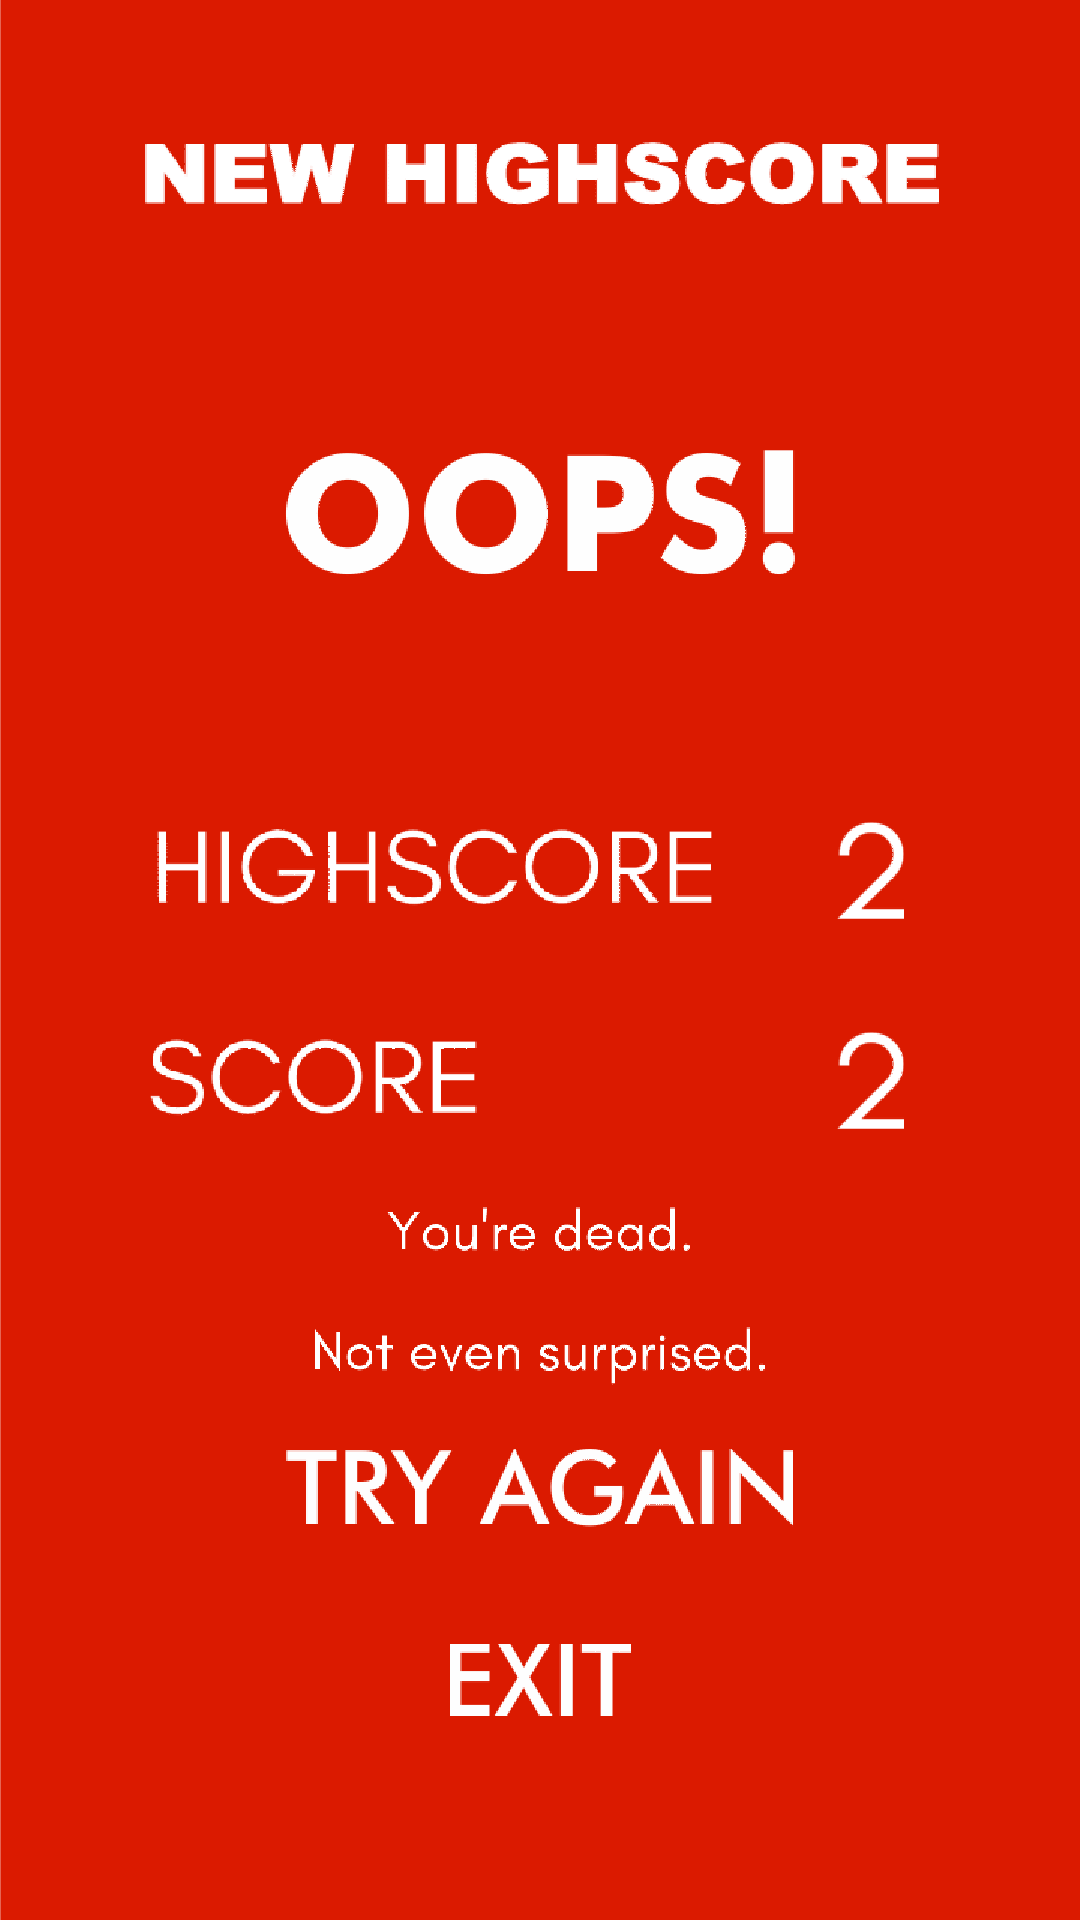 NEW HIGHSCORE
OOPS!
HIGHSCORE 2
SCORE 2
You're dead.
Not even surprised.
TRY AGAIN
EXIT